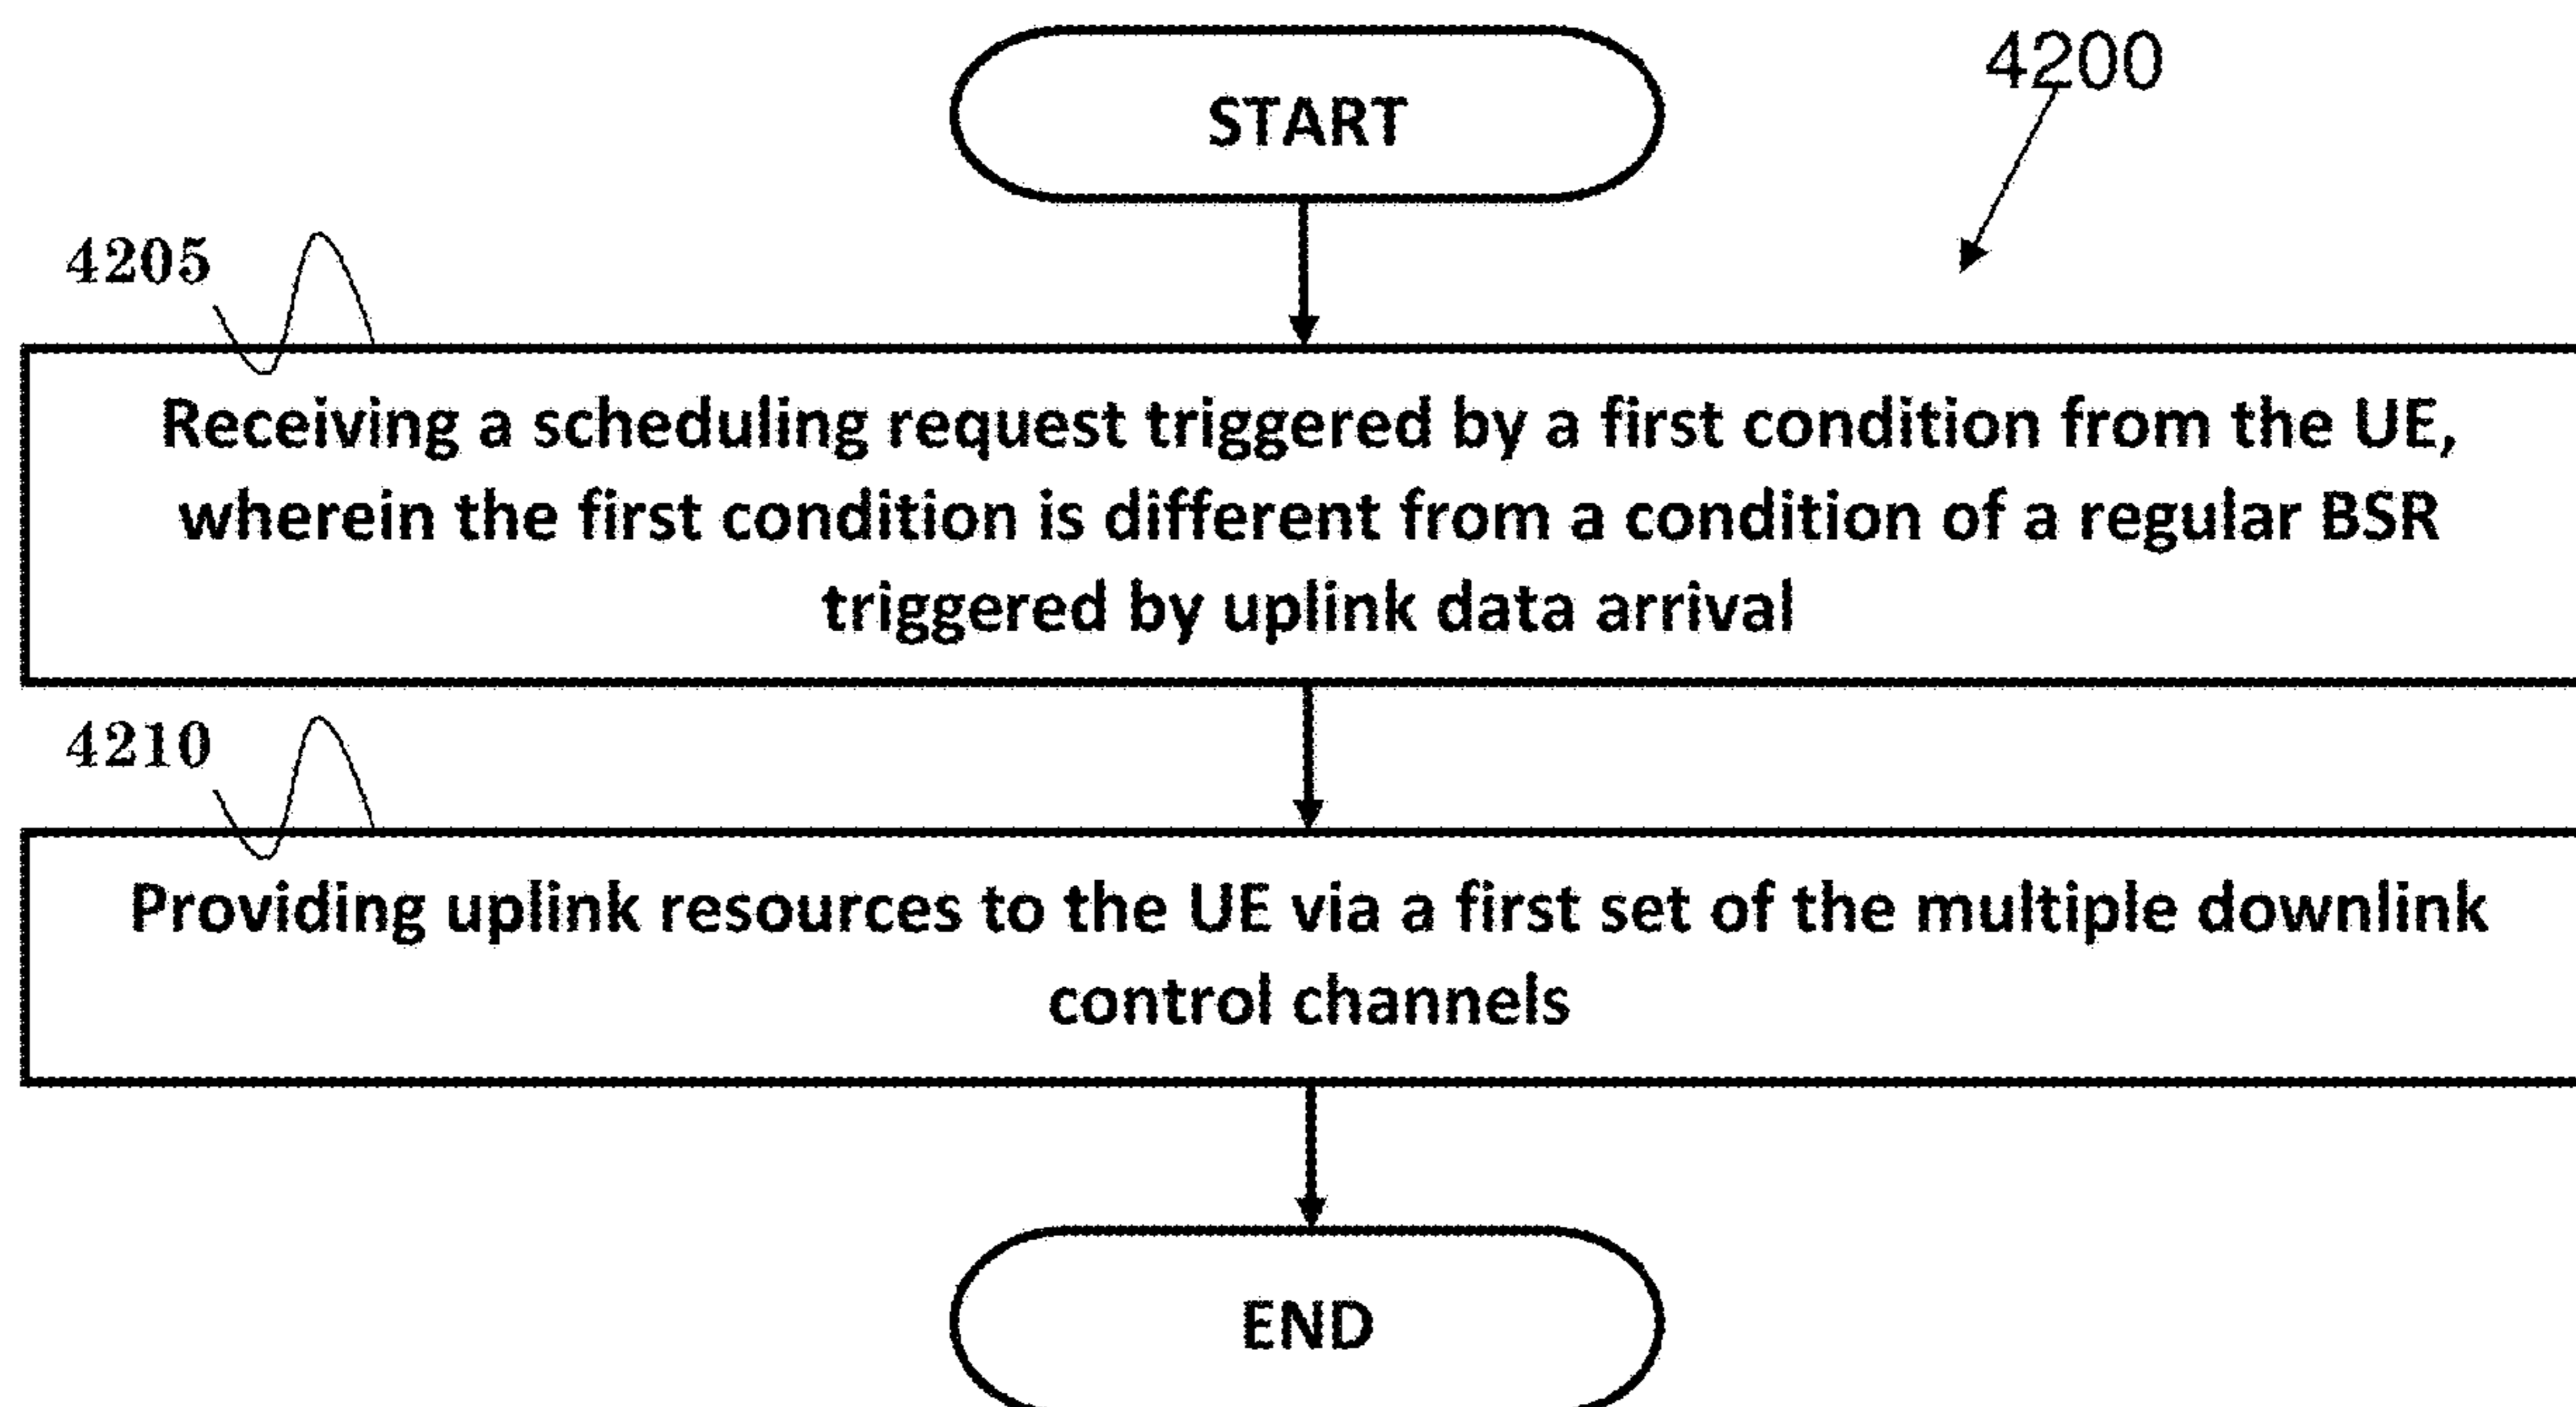 4200
START
4205
Receiving a scheduling request triggered by a first condition from the UE,
wherein the first condition is different from a condition of a regular BSR
triggered by uplink data arrival
4210
Providing uplink resources to the UE via a first set of the multiple downlink
control channels
END